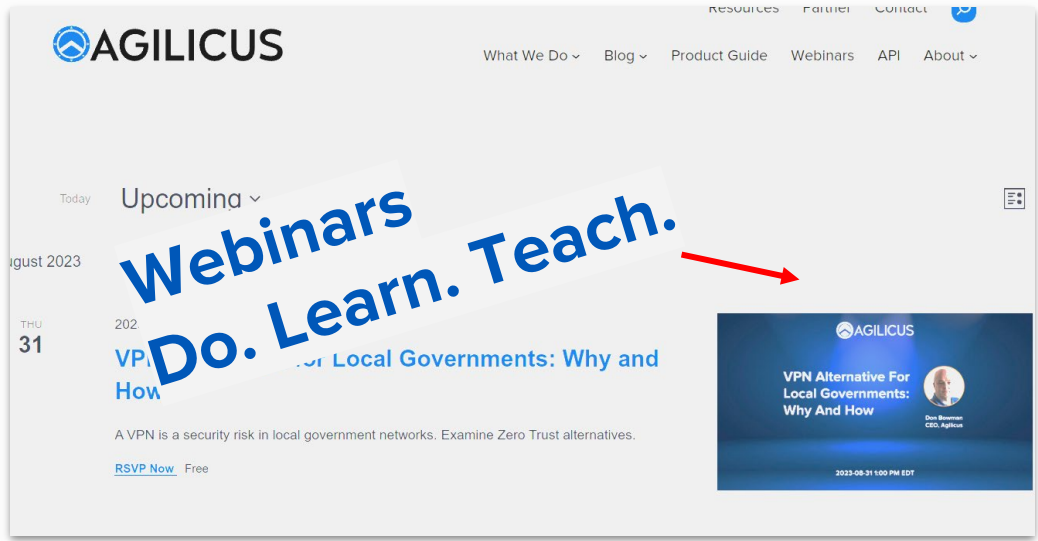 Resources Partner Contact
AGILICUS
What We Do Blog Product Guide Webinars API About
Today Upcoming
Webinars
Do. Learn. Teach.
gust 2023
THU
31
202
for Local Governments: Why and
How
A VPN is a security risk in local government networks. Examine Zero Trust alternatives.
RSVP Now Free
AGILICUS
VPN Alternative For
Local Governments:
Why And How
Don Bowman
CEO, Agilicus
2023-08-31 1:00 PM EDT